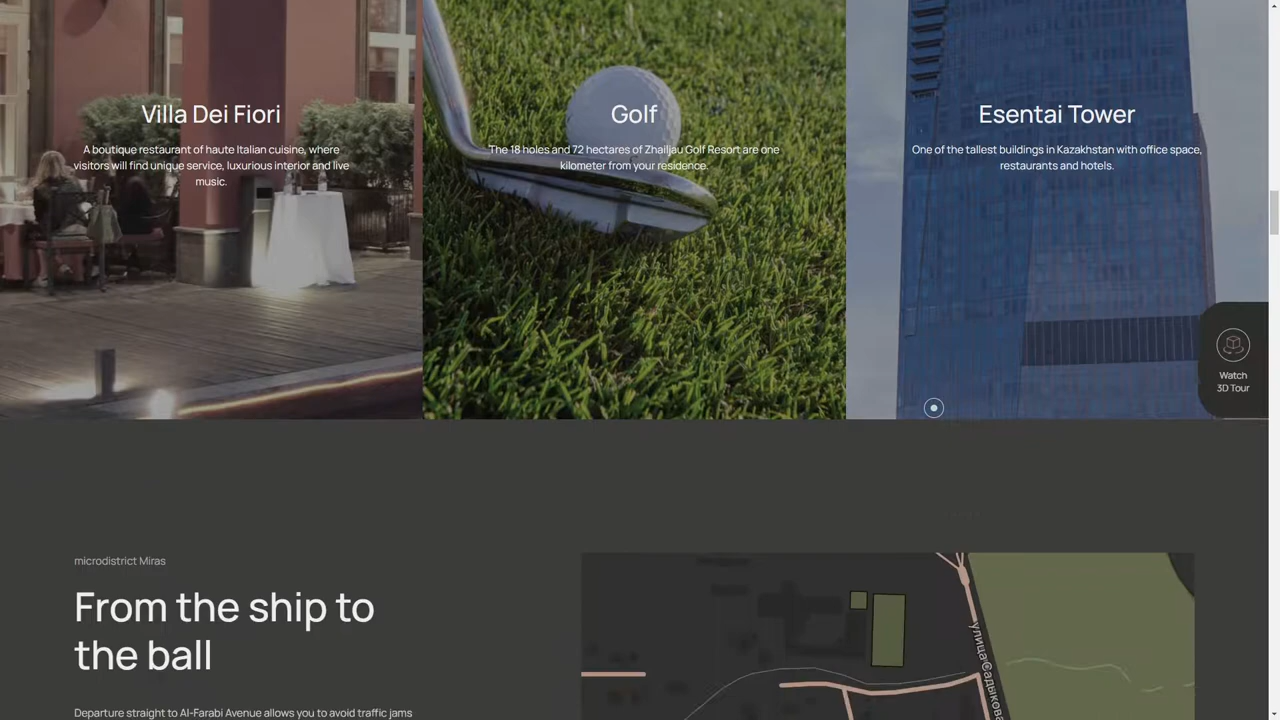 Villa Dei Fiori
A boutique restaurant of haute Italian cuisine, where
visitors will find unique service, luxurious interior and live
music.
Golf
The 18 holes and 72 hectares of Zhailjau Golf Resort are one
kilometer from your residence.
Esentai Tower
One of the tallest buildings in Kazakhstan with office space,
restaurants and hotels.
Watch
3D Tour
microdistrict Miras
From the ship to
the ball
Departure straight to Al-Farabi Avenue allows you to avoid traffic jams
улица Садыкова